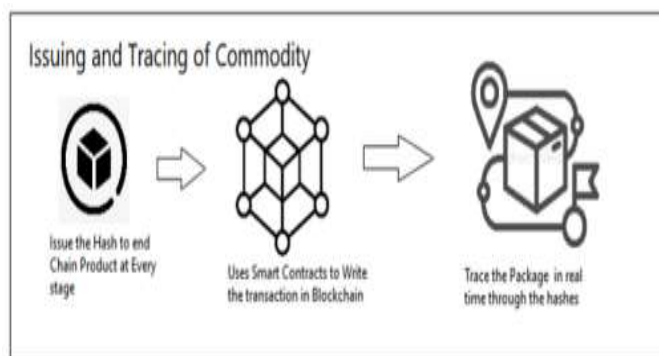 Issuing and Tracing of Commodity
Issue the Hash to end
Chain Product at Every
stage
Uses Smart Contracts to Write
the transaction in Blockchain
Trace the Package in real
time through the hashes